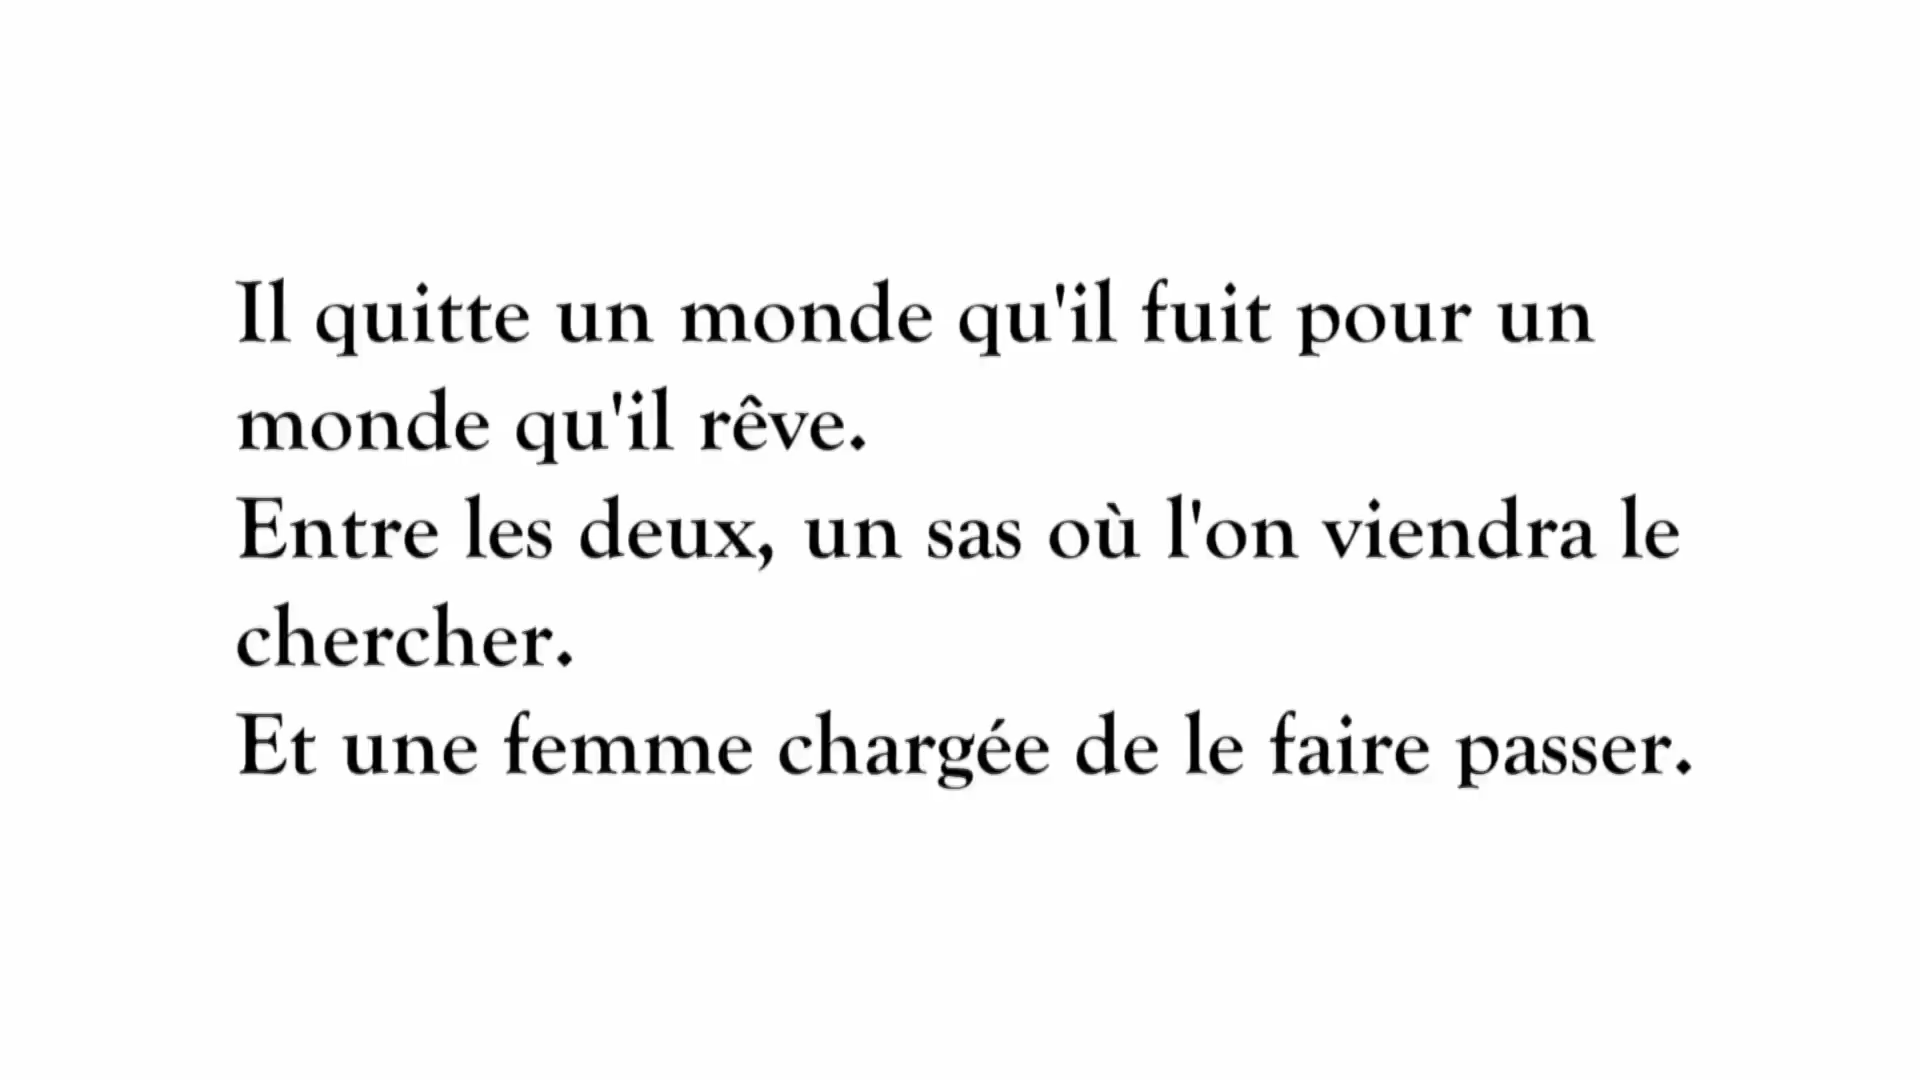 Il quitte un monde qu'il fuit pour un
monde qu'il rêve.
Entre les deux, un sas où l'on viendra le
chercher.
Et une femme chargée de le faire passer.